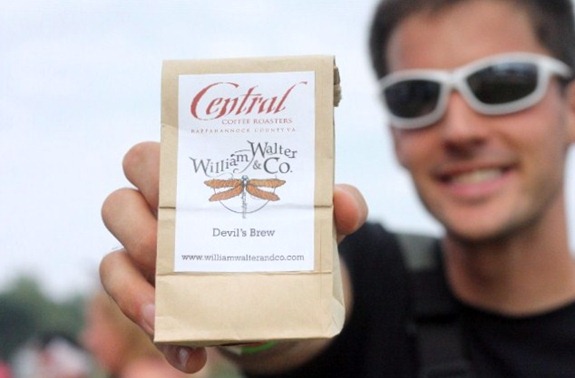 Central
COFFEE ROASTERS
RAPPAHANNOCK COUNTY VA
William Walter
& Co.
Devil's Brew
www.williamwalterandco.com